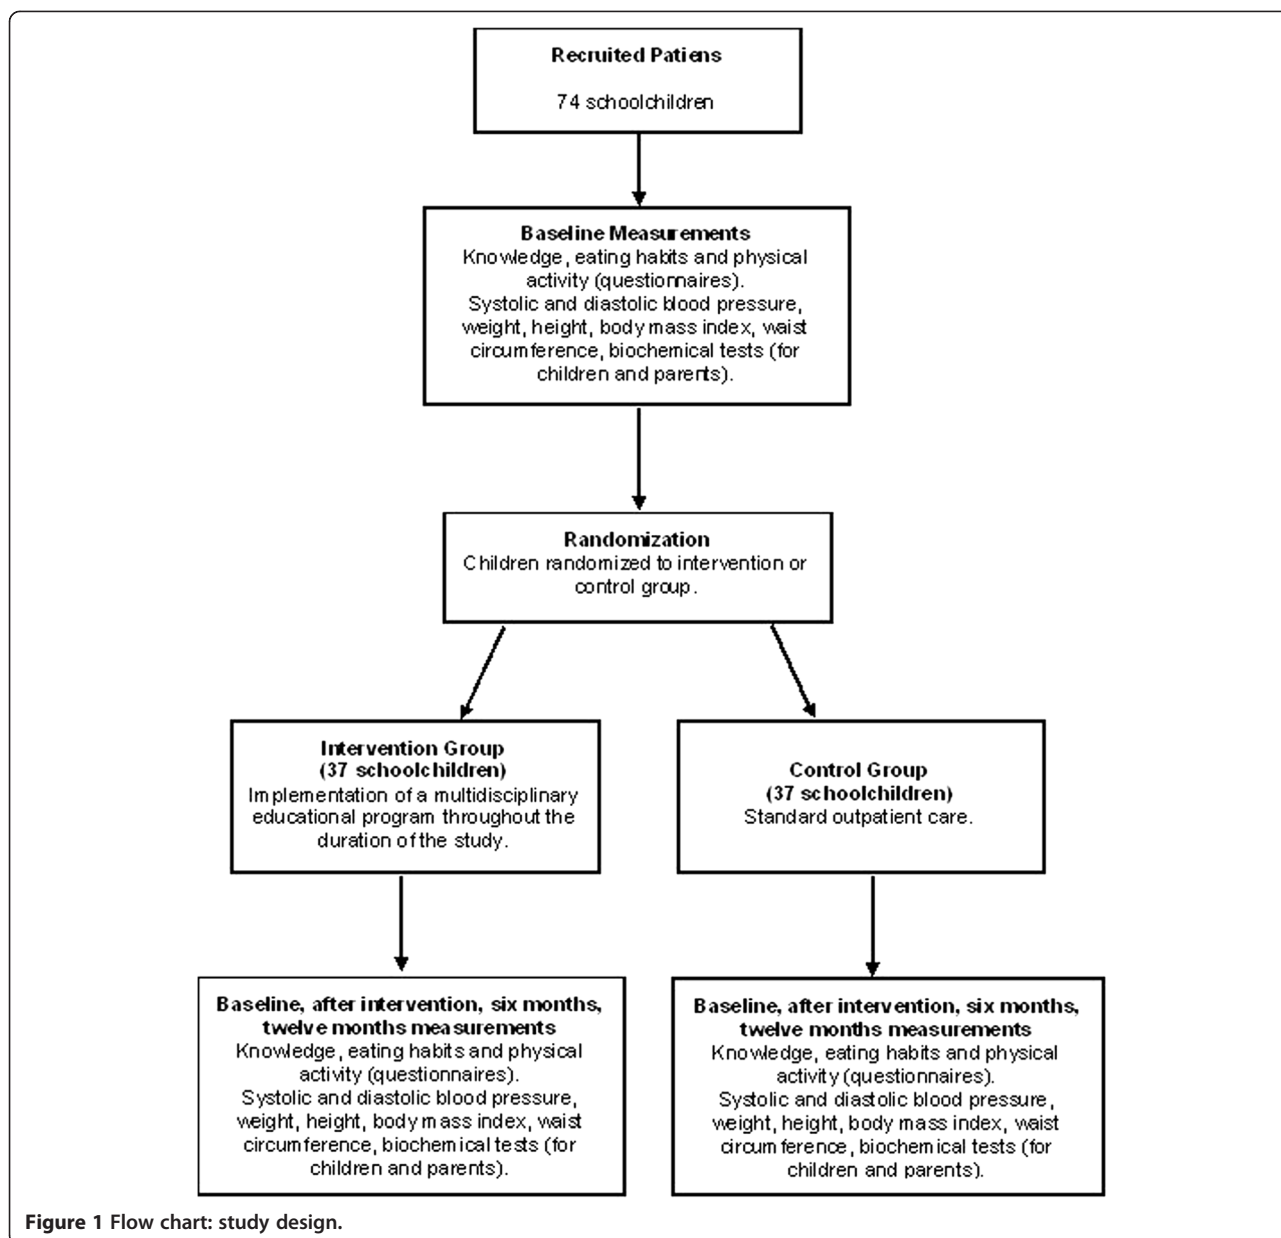 Recruited Patiens
74 schoolchildren
Baseline Measurements
Knowledge, eating habits and physical
activity (questionnaires).
Systolic and diastolic blood pressure,
weight, height, body mass index, waist
circumference, biochemical tests (for
children and parents).
Randomization
Children randomized to intervention or
control group.
Intervention Group
(37 schoolchildren)
Implementation of a multidisciplinary
educational program throughout the
duration of the study.
Control Group
(37 schoolchildren)
Standard outpatient care.
Baseline, after intervention, six months,
twelve months measurements
Knowledge, eating habits and physical
activity (questionnaires).
Systolic and diastolic blood pressure,
weight, height, body mass index, waist
circumference, biochemical tests (for
children and parents).
Baseline, after intervention, six months,
twelve months measurements
Knowledge, eating habits and physical
activity (questionnaires).
Systolic and diastolic blood pressure,
weight, height, body mass index, waist
circumference, biochemical tests (for
children and parents).
Figure 1 Flow chart: study design.